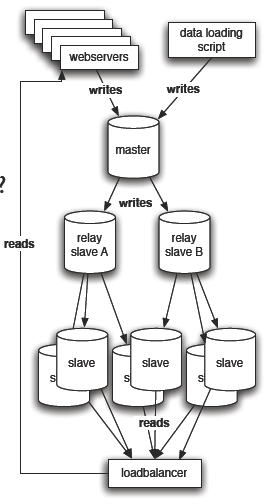 webservers
data loading
script
writes
writes
master
writes
relay
slave A
relay
slave B
?
reads
slave
slave
slave
s
s
s
reads
loadbalancer